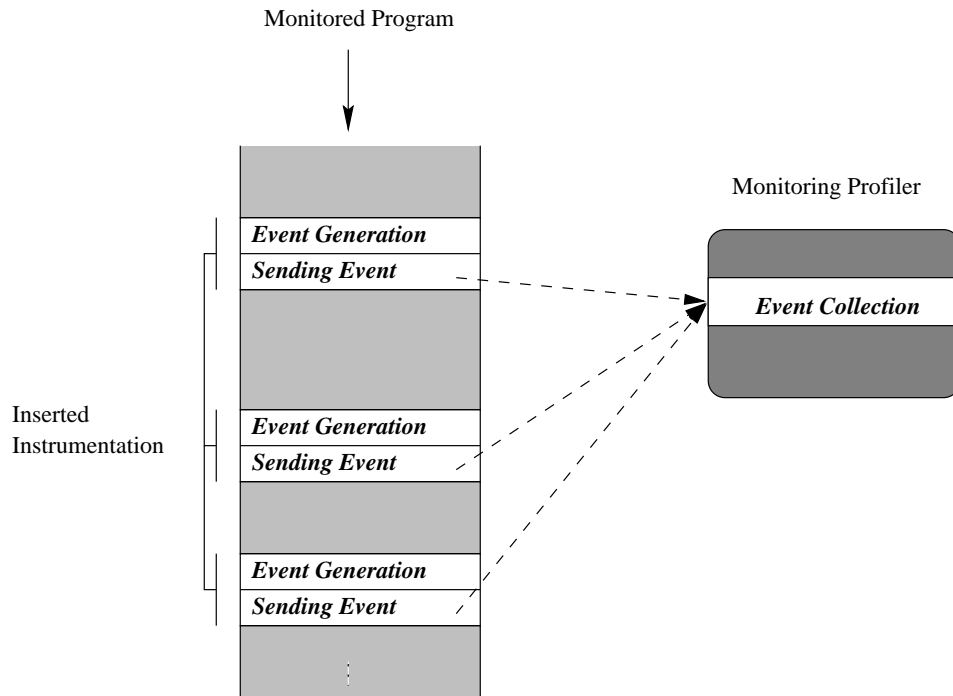 Monitored Program
Monitoring Profiler
Event Generation
Sending Event
Event Collection
Inserted
Instrumentation
Event Generation
Sending Event
Event Generation
Sending Event